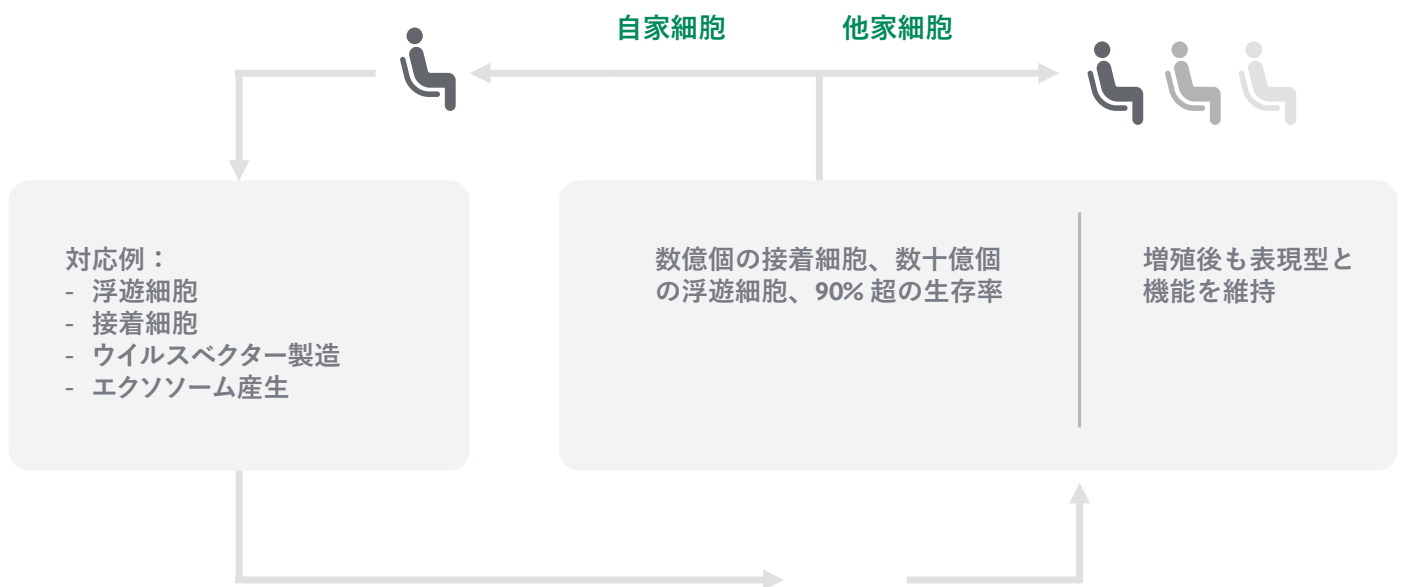 自家細胞
他家細胞
対応例：
- 浮遊細胞
- 接着細胞
- ウイルスベクター製造
- エクソソーム産生
数億個の接着細胞、数十億個
の浮遊細胞、90% 超の生存率
増殖後も表現型と
機能を維持